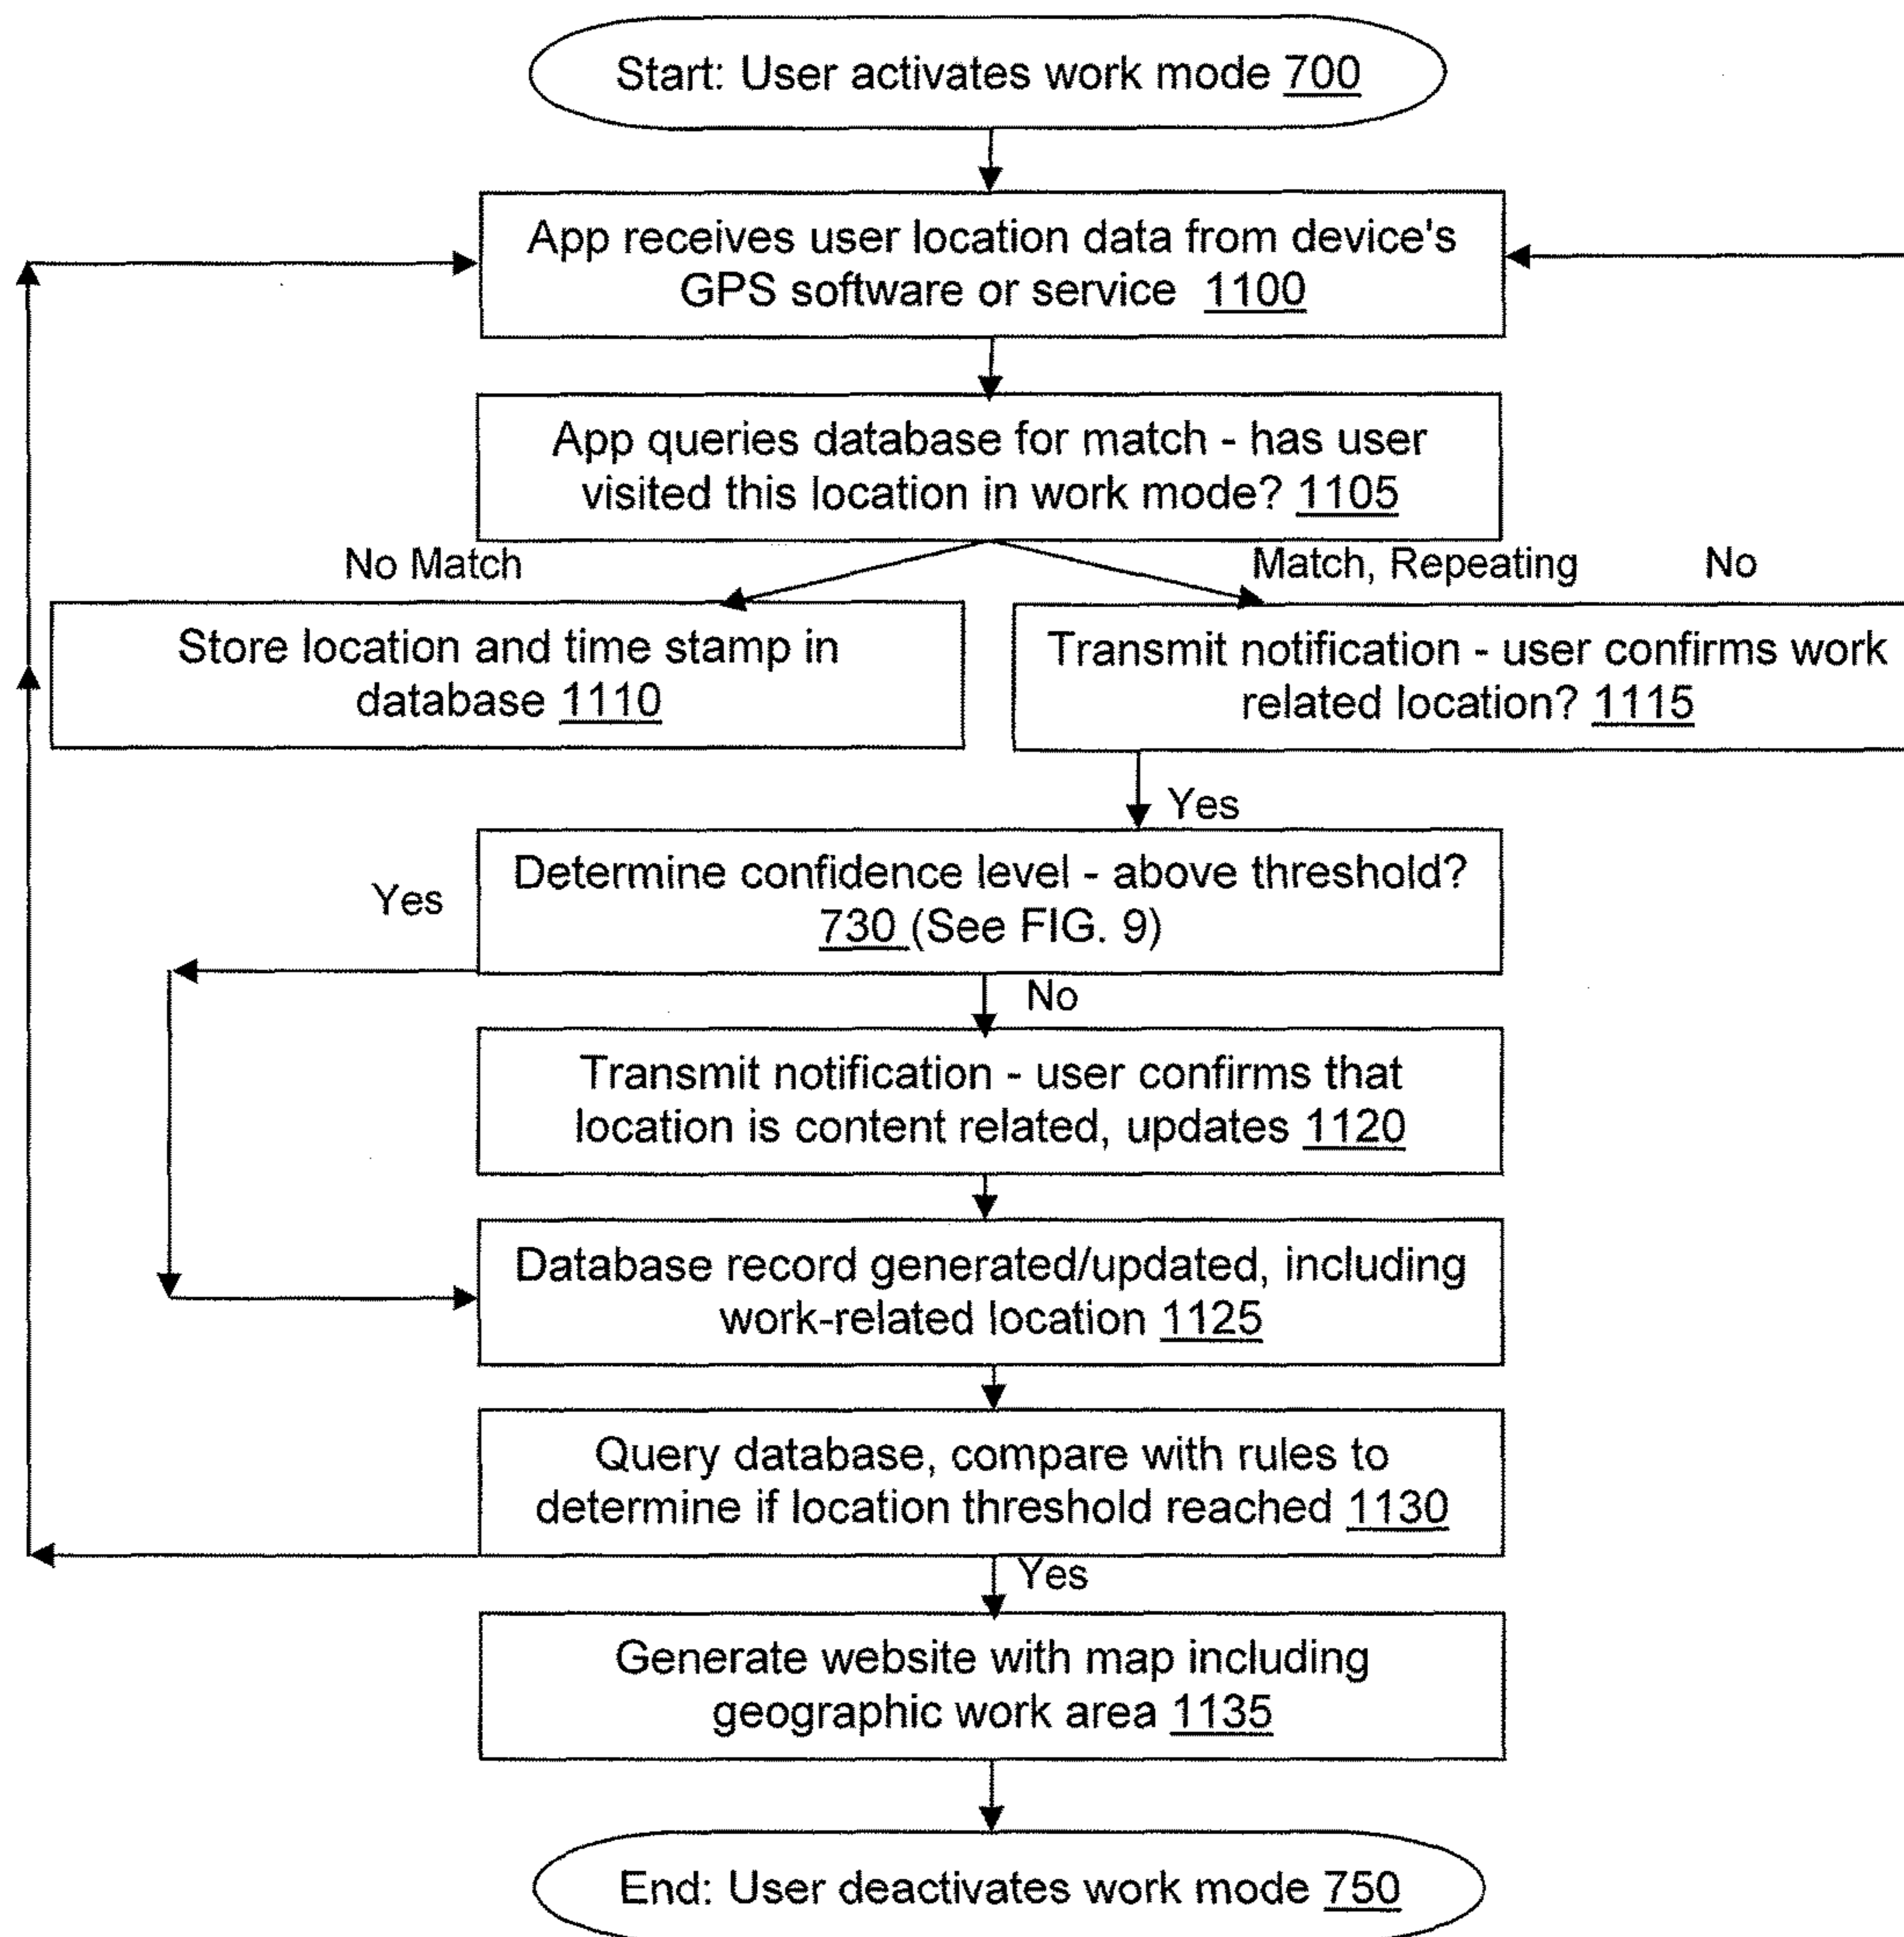 Start: User activates work mode 700
App receives user location data from device's
GPS software or service 1100
App queries database for match - has user
visited this location in work mode? 1105
No Match
Match, Repeating
No
Store location and time stamp in
database 1110
Transmit notification - user confirms work
related location? 1115
Yes
Determine confidence level - above threshold?
730 (See FIG. 9)
Yes
No
Transmit notification - user confirms that
location is content related, updates 1120
Database record generated/updated, including
work-related location 1125
Query database, compare with rules to
determine if location threshold reached 1130
Yes
Generate website with map including
geographic work area 1135
End: User deactivates work mode 750